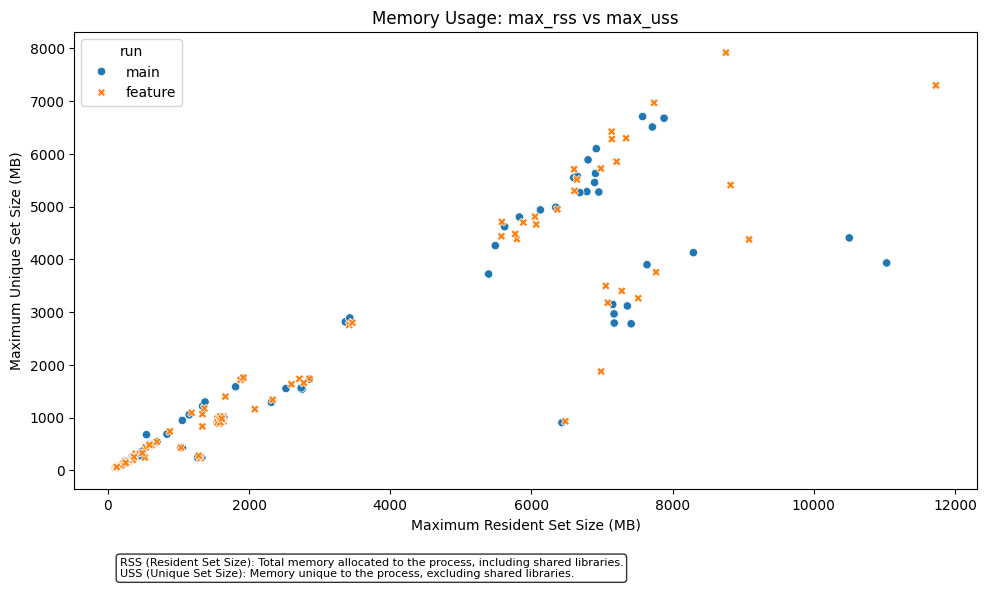 Memory Usage: max_rss vs max_uss
run
main
feature
8000
7000
6000
5000
4000
3000
2000
1000
0
Maximum Unique Set Size (MB)
0 2000 4000 6000 8000 10000 12000
Maximum Resident Set Size (MB)
RSS (Resident Set Size): Total memory allocated to the process, including shared libraries.
USS (Unique Set Size): Memory unique to the process, excluding shared libraries.